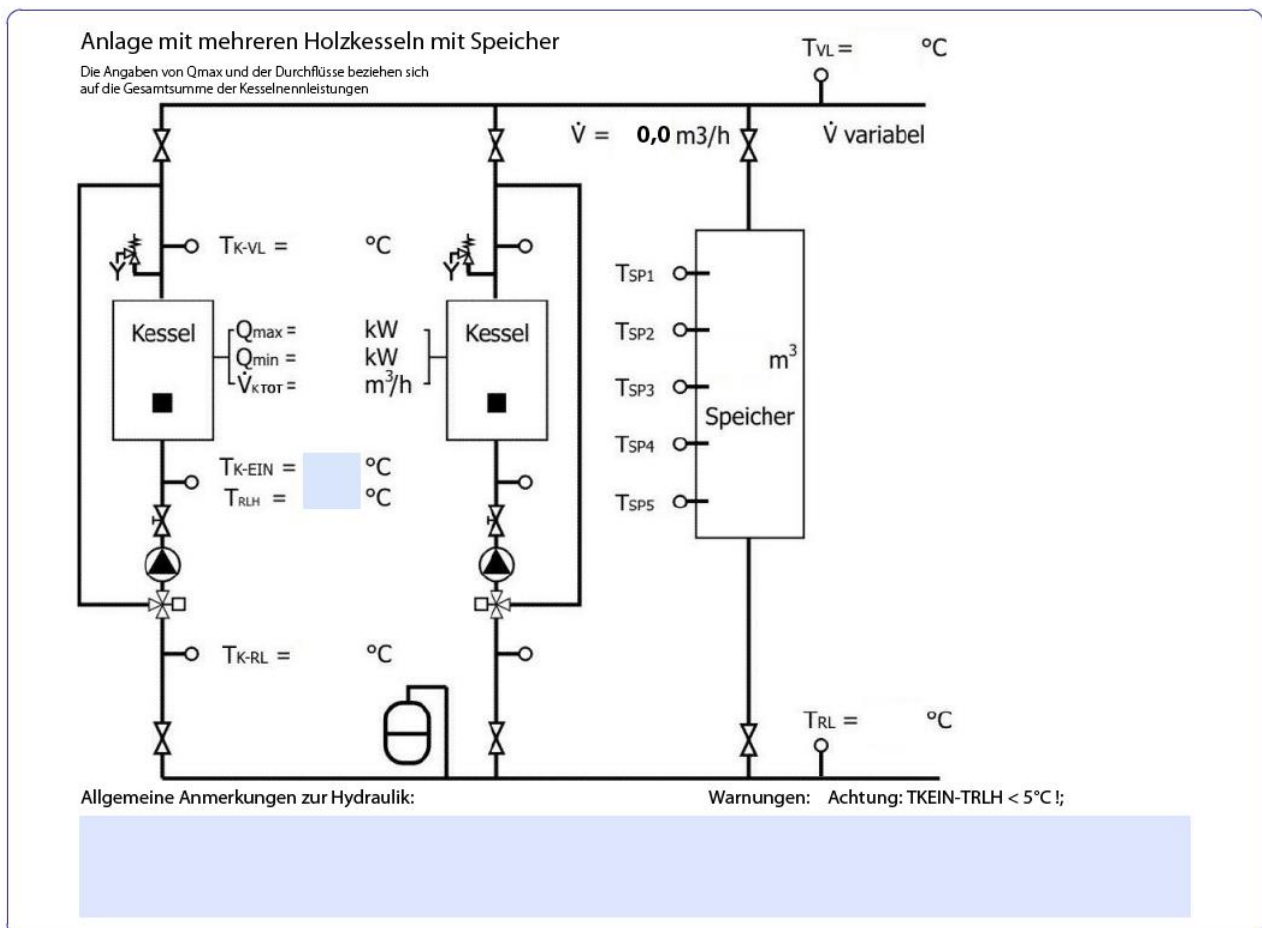 Anlage mit mehreren Holzkesseln mit Speicher
Die Angaben von Qmax und der Durchflüsse beziehen sich
auf die Gesamtsumme der Kesselnennleistungen
TVL = °C
V̇ = 0,0 m3/h
V̇ variabel
TK-VL = °C
Kessel
Qmax = kW
Qmin = kW
V̇KTOT = m³/h
Kessel
TSP1
TSP2
m³
TSP3
Speicher
TSP4
TSP5
TK-EIN = °C
TRLH = °C
TK-RL = °C
TRL = °C
Allgemeine Anmerkungen zur Hydraulik:
Warnungen: Achtung: TKEIN-TRLH < 5°C !;